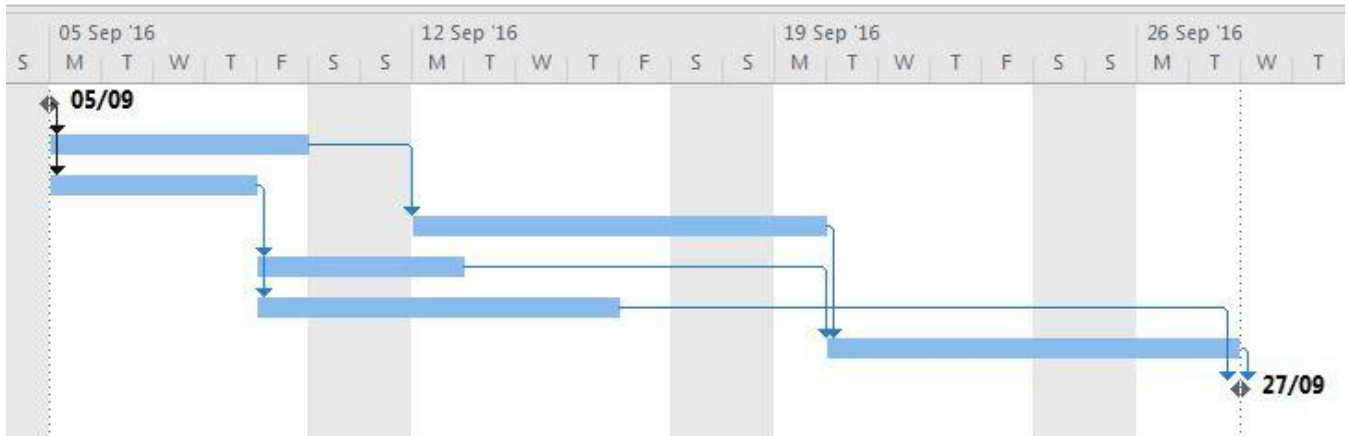 05 Sep '16 12 Sep '16 19 Sep '16 26 Sep '16
S M T W T F S S M T W T F S S M T W T F S S M T W T
05/09
27/09